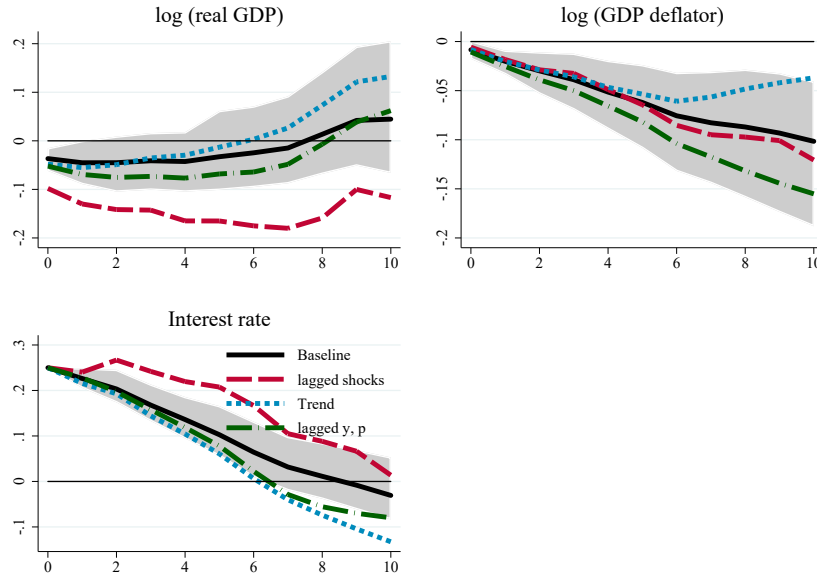 log (real GDP)
.2
.1
0
-.1
-.2
0 2 4 6 8 10
log (GDP deflator)
0
-.05
-.1
-.15
-.2
0 2 4 6 8 10
Interest rate
.3
.2
.1
0
-.1
0 2 4 6 8 10
Baseline
lagged shocks
Trend
lagged y, p